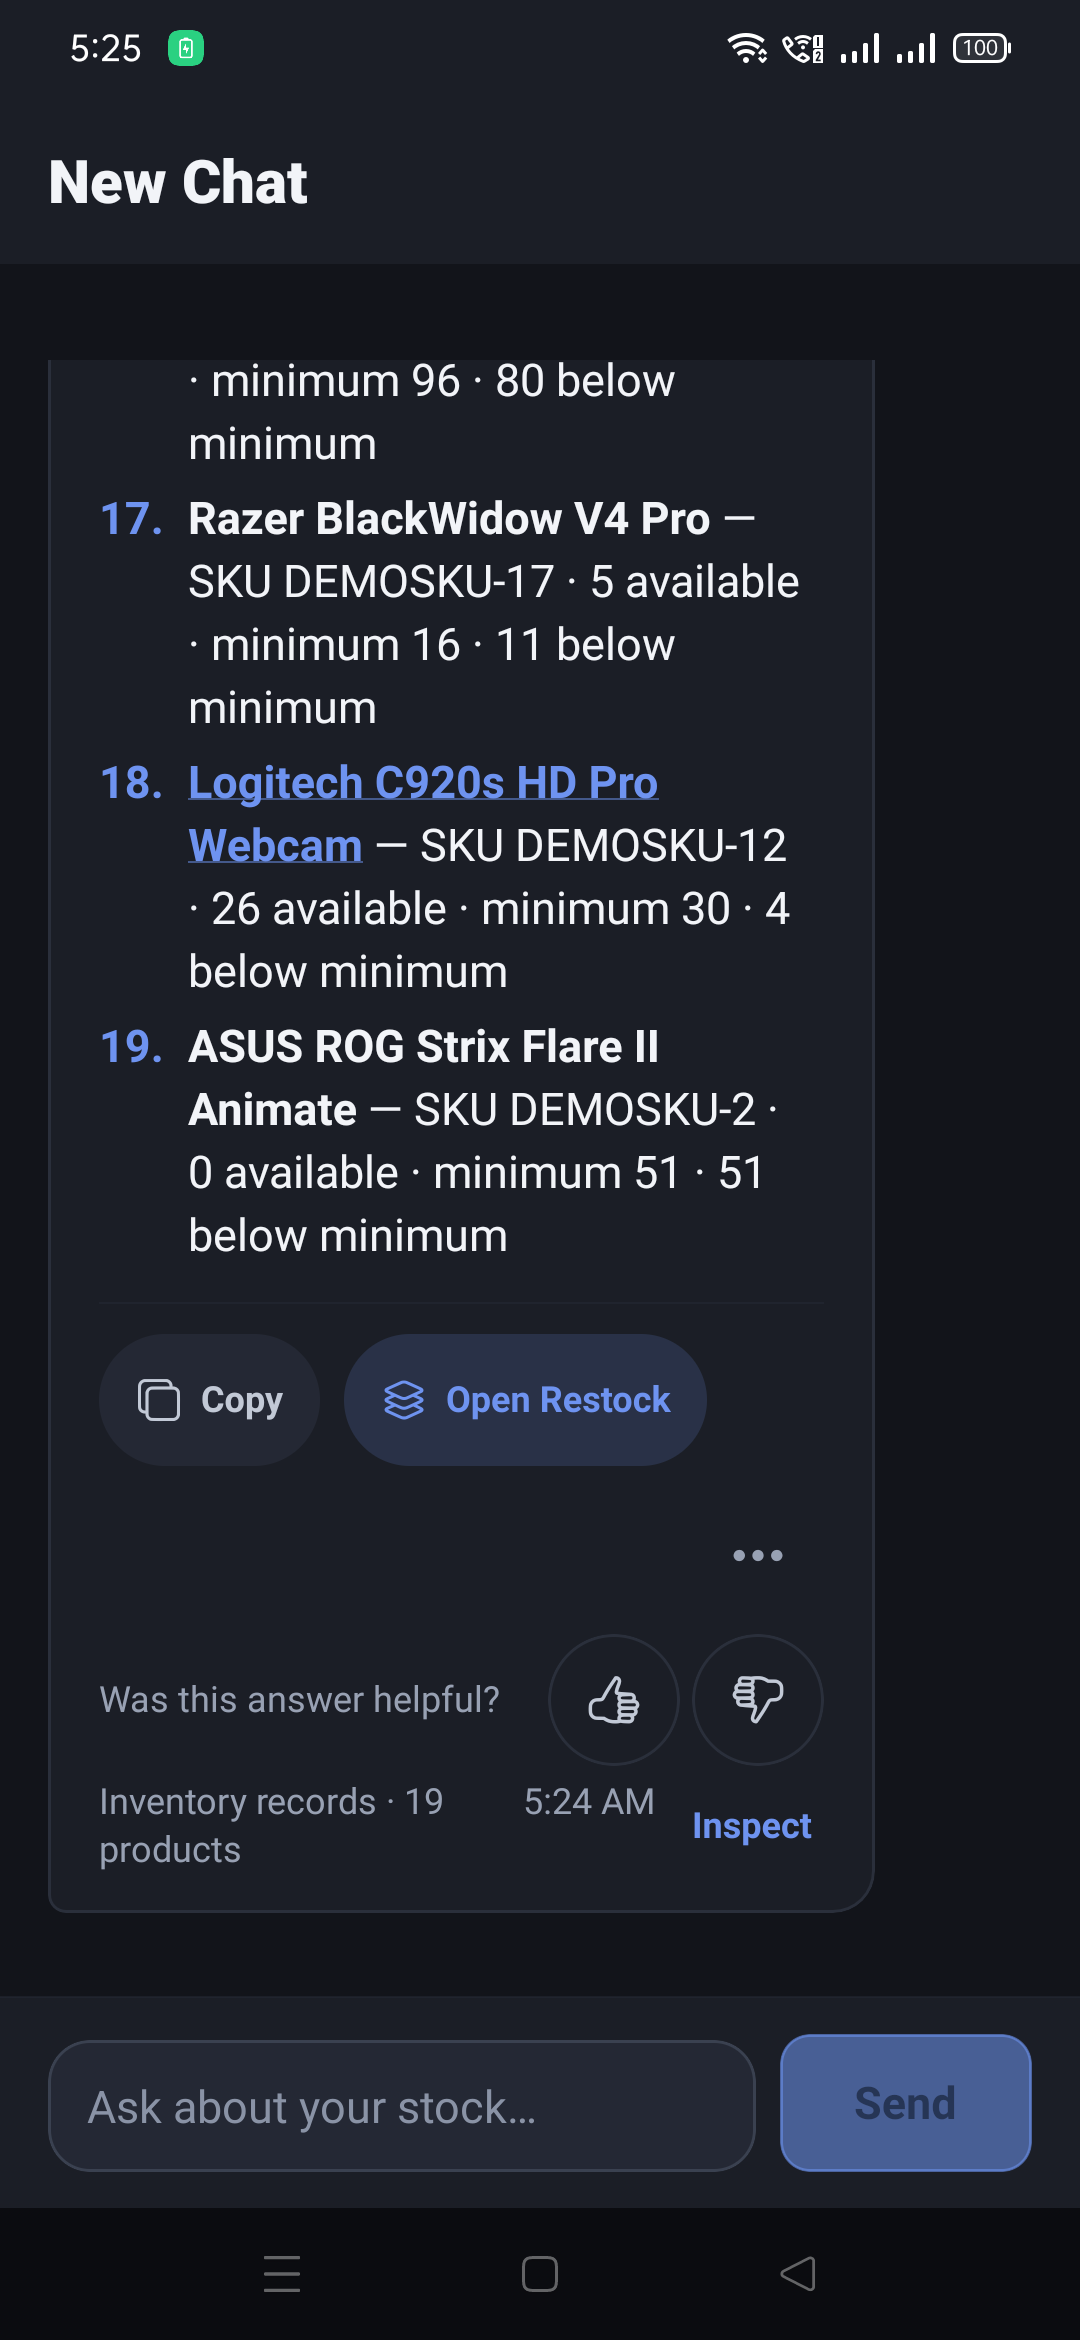 5:25
100
New Chat
· minimum 96 · 80 below
minimum
17. Razer BlackWidow V4 Pro —
SKU DEMOSKU-17 · 5 available
· minimum 16 · 11 below
minimum
18. Logitech C920s HD Pro
Webcam — SKU DEMOSKU-12
· 26 available · minimum 30 · 4
below minimum
19. ASUS ROG Strix Flare II
Animate — SKU DEMOSKU-2 ·
0 available · minimum 51 · 51
below minimum
Copy
Open Restock
Was this answer helpful?
Inventory records · 19
products
5:24 AM
Inspect
Ask about your stock...
Send